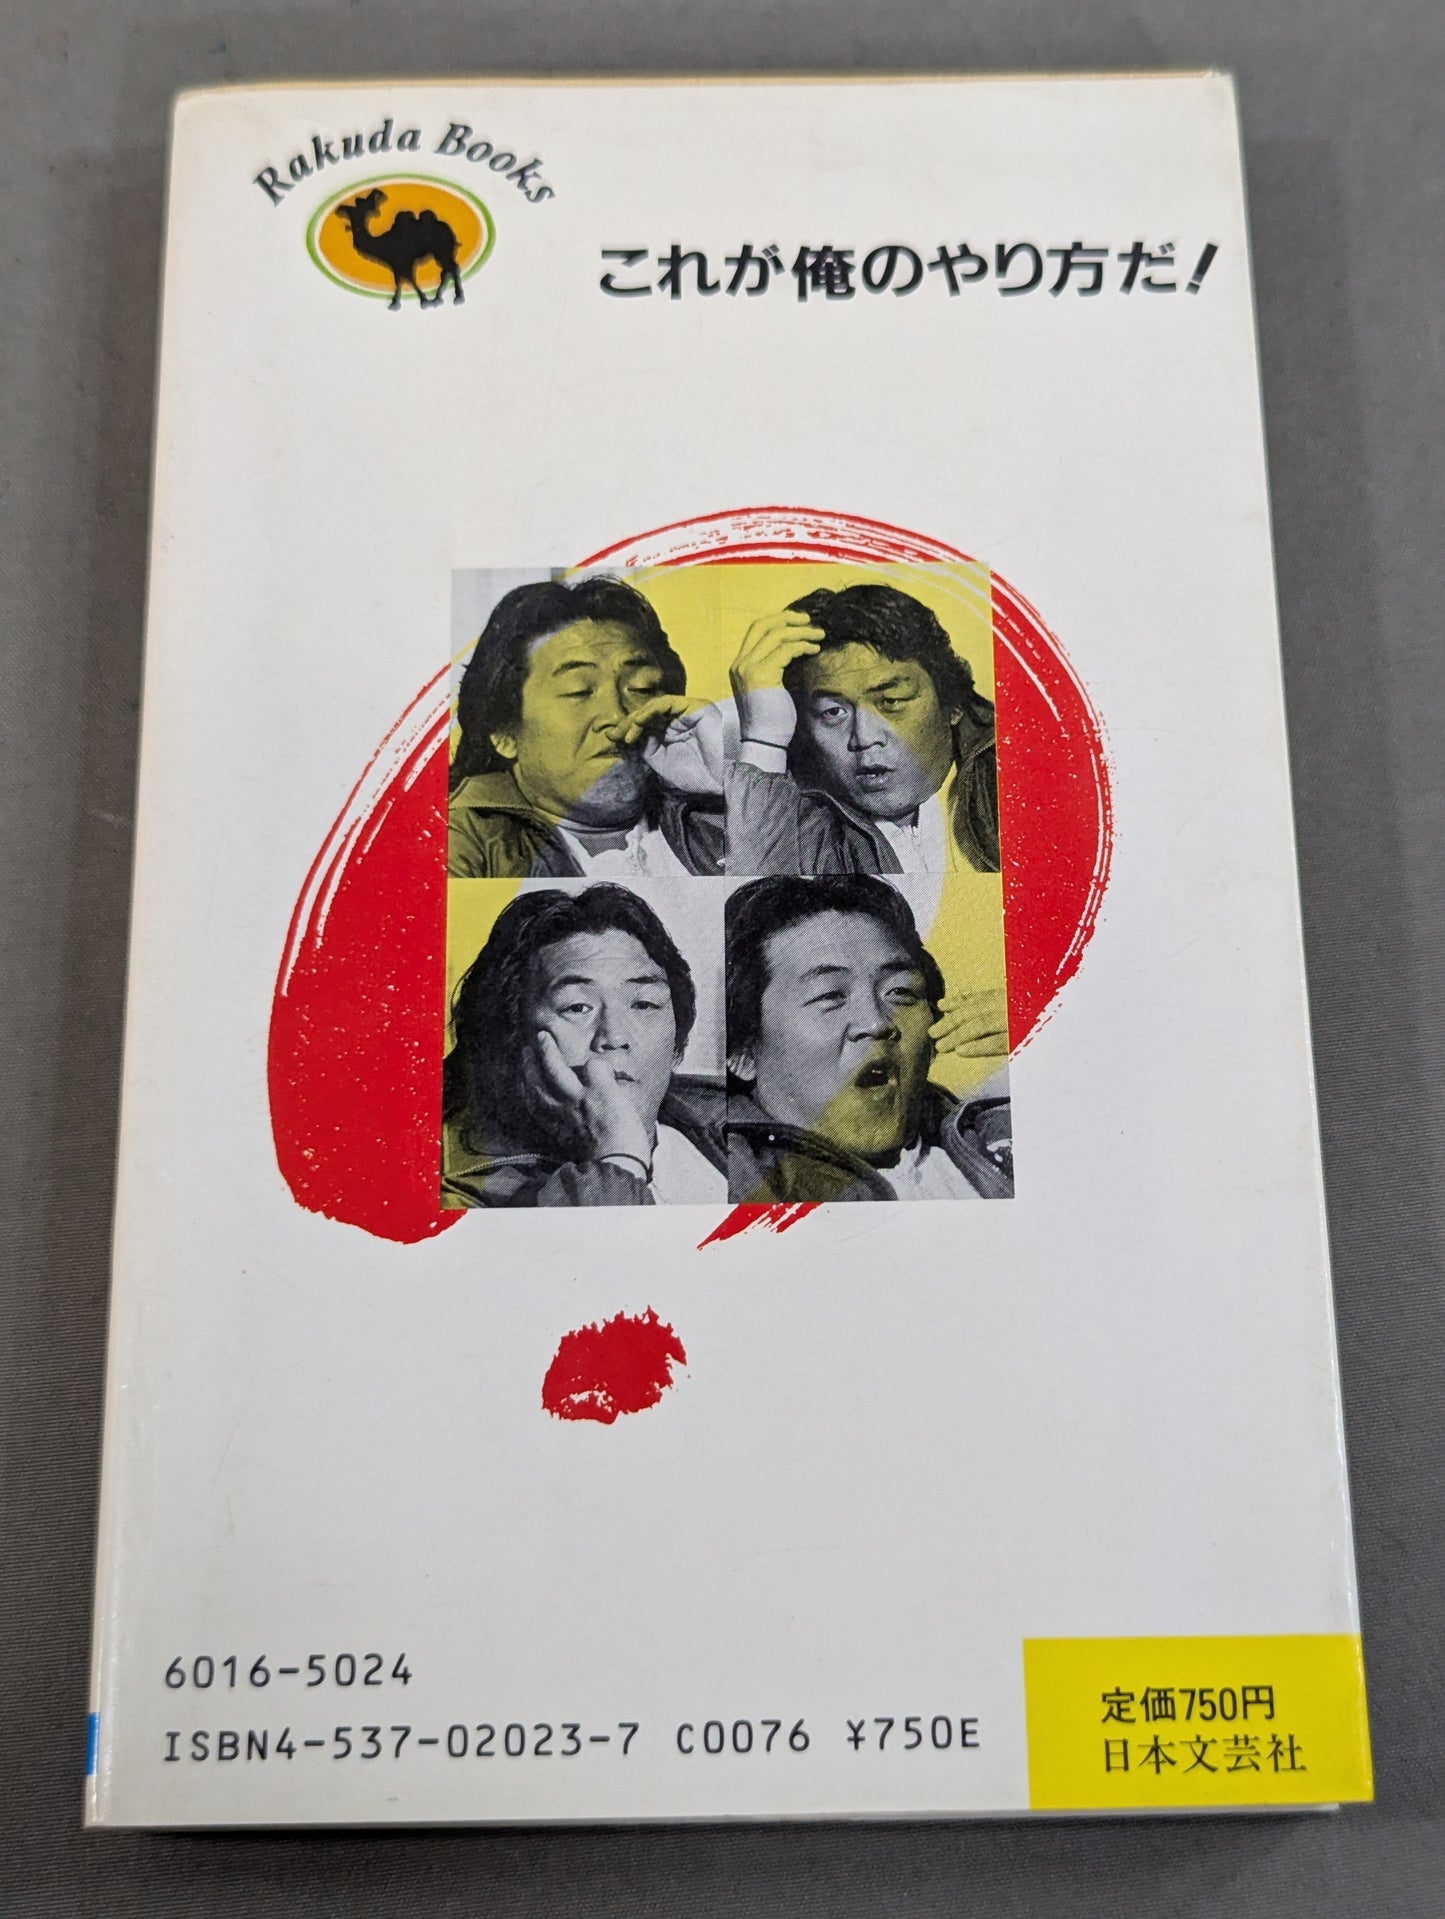 Rakuda Books
これが俺のやり方だ!
6016-5024
ISBN4-537-02023-7 C0076 ¥750E
定価750円
日本文芸社